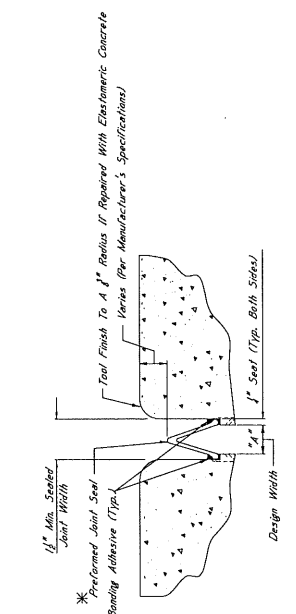 Tool Finish To A ⅛" Radius If Repaired With Elastomeric Concrete
Varies (Per Manufacturer's Specifications)
1½" Min. Sealed
Joint Width
* Preformed Joint Seal
Bonding Adhesive (Typ.)
"A"
Seat (Typ. Both Sides)
Design Width